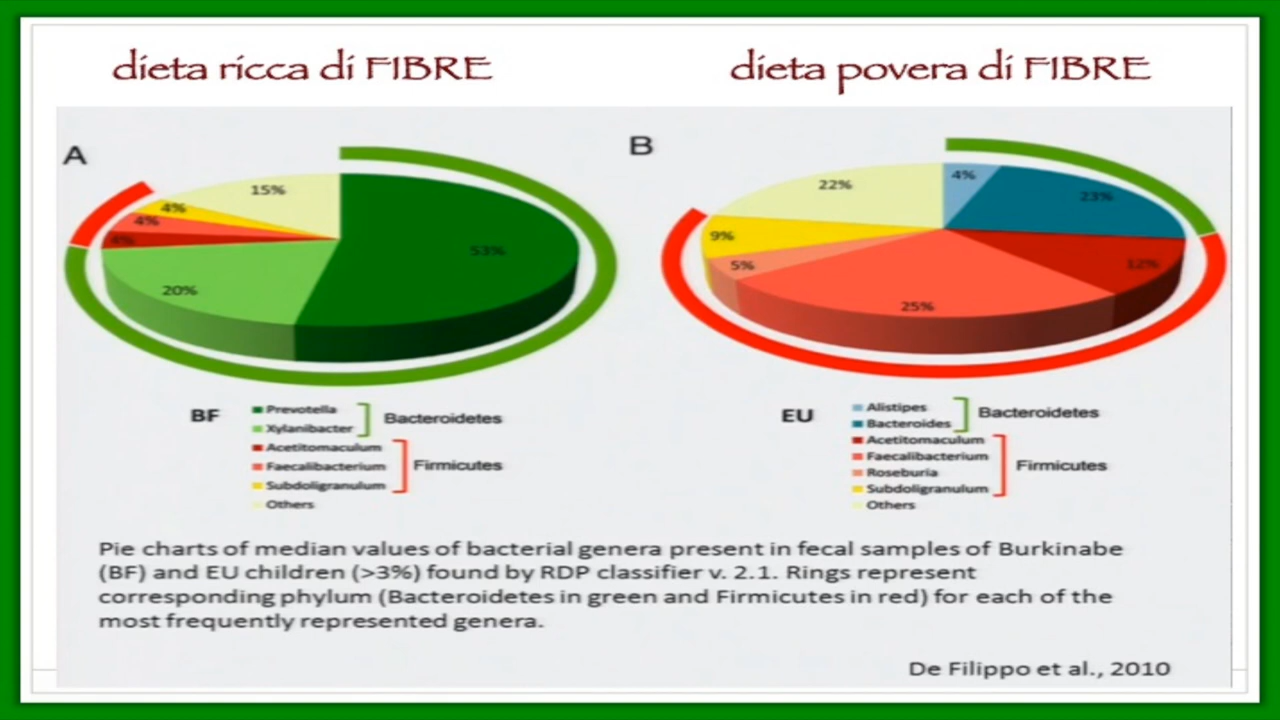 dieta ricca di FIBRE
dieta povera di FIBRE
A
15%
4%
4%
4%
53%
20%
B
4%
22%
23%
9%
5%
12%
25%
BF
Prevotella
Xylanibacter
Bacteroidetes
Acetitomaculum
Faecalibacterium
Subdoligranulum
Firmicutes
Others
EU
Alistipes
Bacteroides
Bacteroidetes
Acetitomaculum
Faecalibacterium
Roseburia
Subdoligranulum
Firmicutes
Others
Pie charts of median values of bacterial genera present in fecal samples of Burkinabe
(BF) and EU children (>3%) found by RDP classifier v. 2.1. Rings represent
corresponding phylum (Bacteroidetes in green and Firmicutes in red) for each of the
most frequently represented genera.
De Filippo et al., 2010